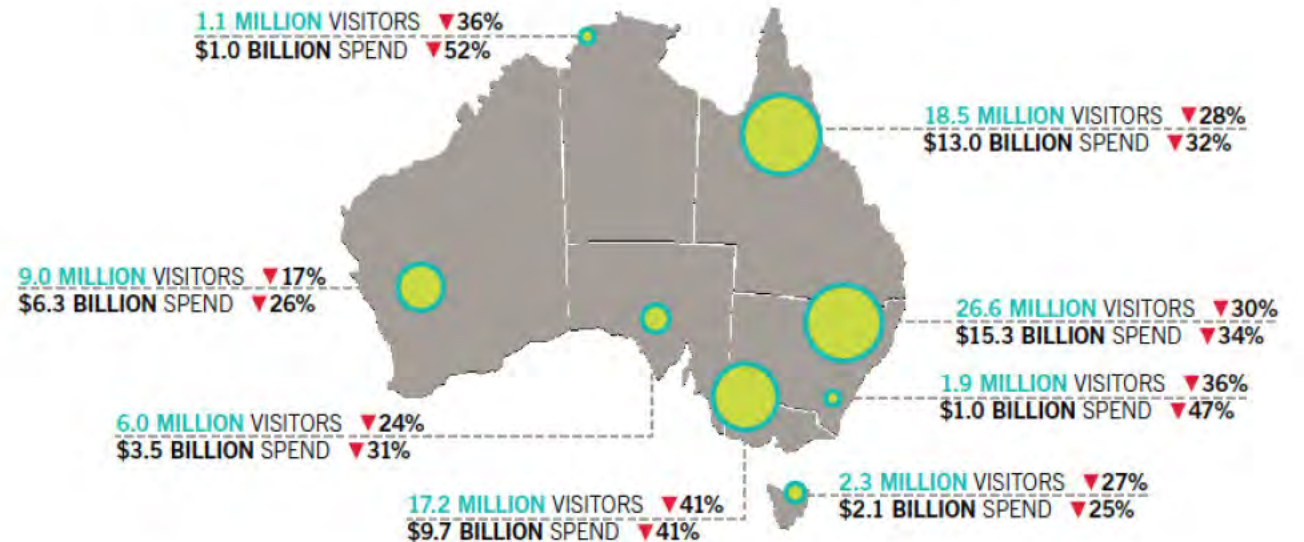 1.1 MILLION VISITORS ▼36%
$1.0 BILLION SPEND ▼52%
18.5 MILLION VISITORS ▼28%
$13.0 BILLION SPEND ▼32%
9.0 MILLION VISITORS ▼17%
$6.3 BILLION SPEND ▼26%
26.6 MILLION VISITORS ▼30%
$15.3 BILLION SPEND ▼34%
1.9 MILLION VISITORS ▼36%
$1.0 BILLION SPEND ▼47%
6.0 MILLION VISITORS ▼24%
$3.5 BILLION SPEND ▼31%
2.3 MILLION VISITORS ▼27%
$2.1 BILLION SPEND ▼25%
17.2 MILLION VISITORS ▼41%
$9.7 BILLION SPEND ▼41%